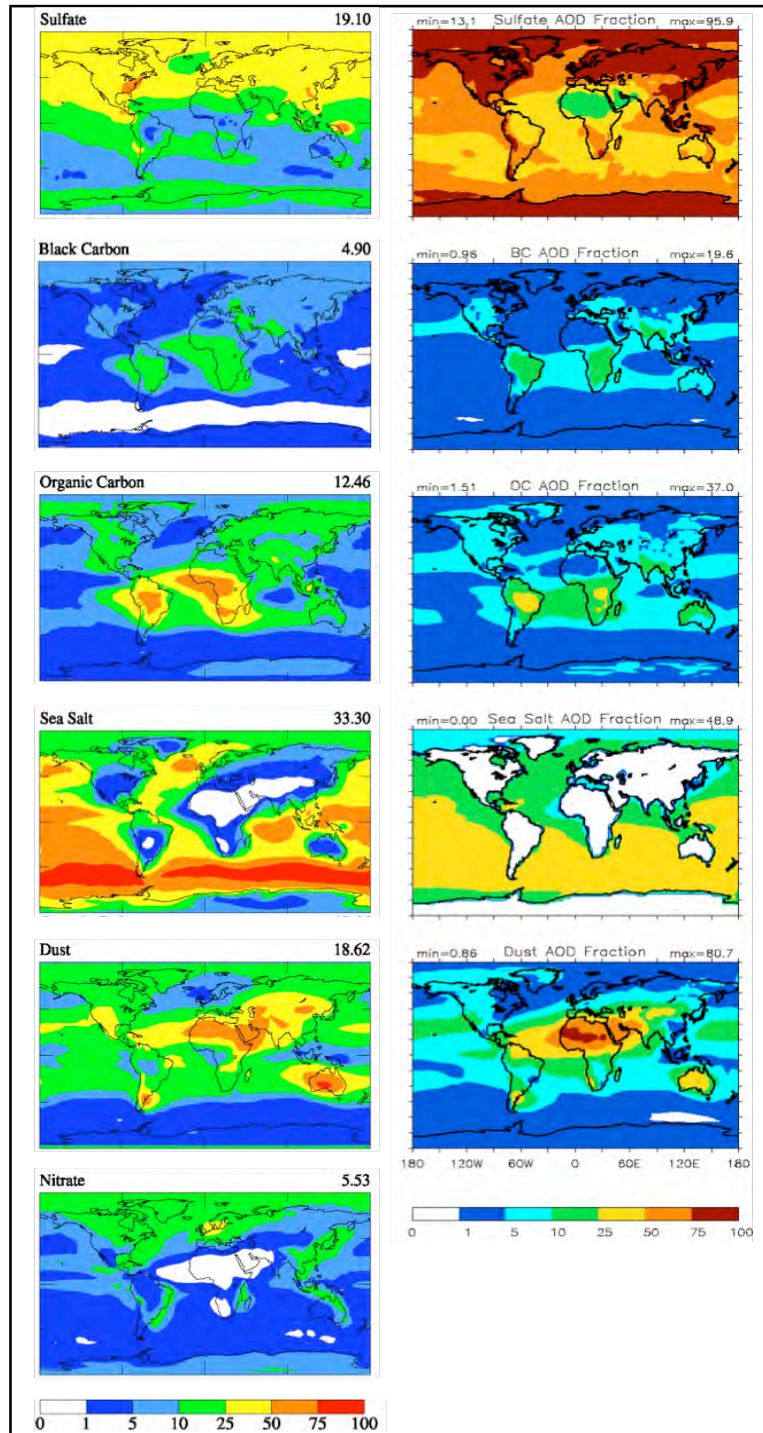 Sulfate 19.10
min=13.1 Sulfate AOD Fraction max=95.9
Black Carbon 4.90
min=0.96 BC AOD Fraction max=19.6
Organic Carbon 12.46
min=1.51 OC AOD Fraction max=37.0
Sea Salt 33.30
min=0.00 Sea Salt AOD Fraction max=48.9
Dust 18.62
min=0.86 Dust AOD Fraction max=80.7
180 120W 60W 0 60E 120E 180
Nitrate 5.53
0 1 5 10 25 50 75 100
0 1 5 10 25 50 75 100